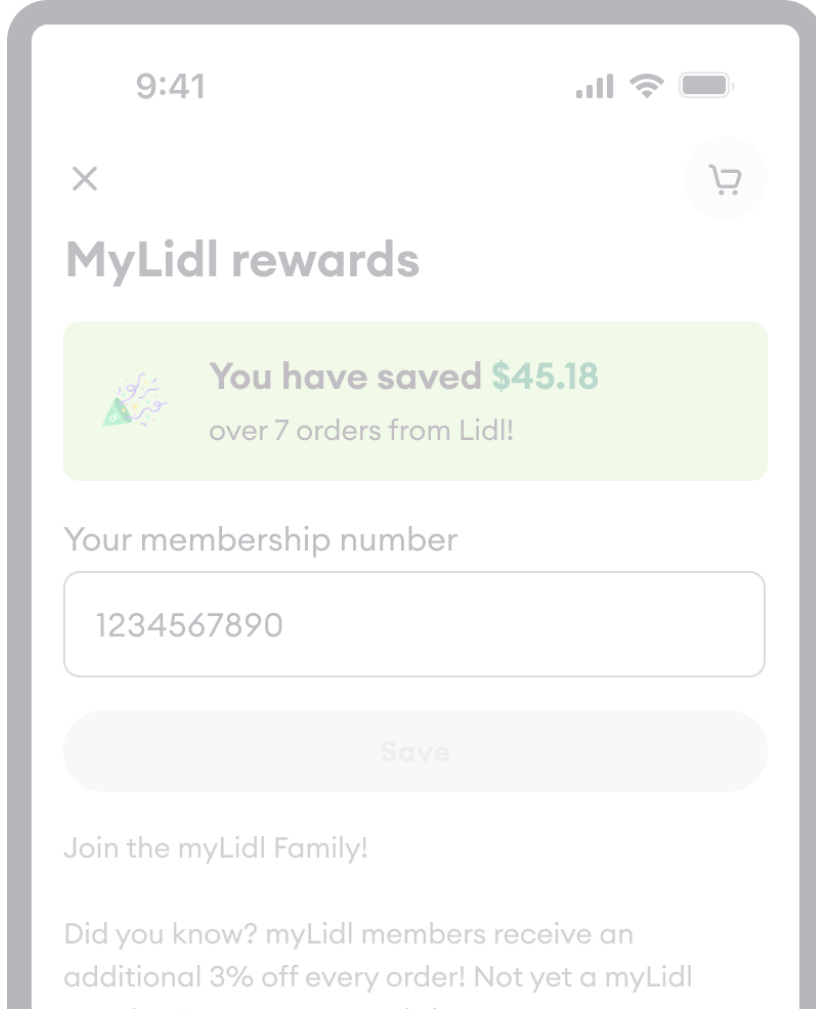 9:41
MyLidl rewards
You have saved $45.18
over 7 orders from Lidl!
Your membership number
1234567890
Save
Join the myLidl Family!
Did you know? myLidl members receive an
additional 3% off every order! Not yet a myLidl